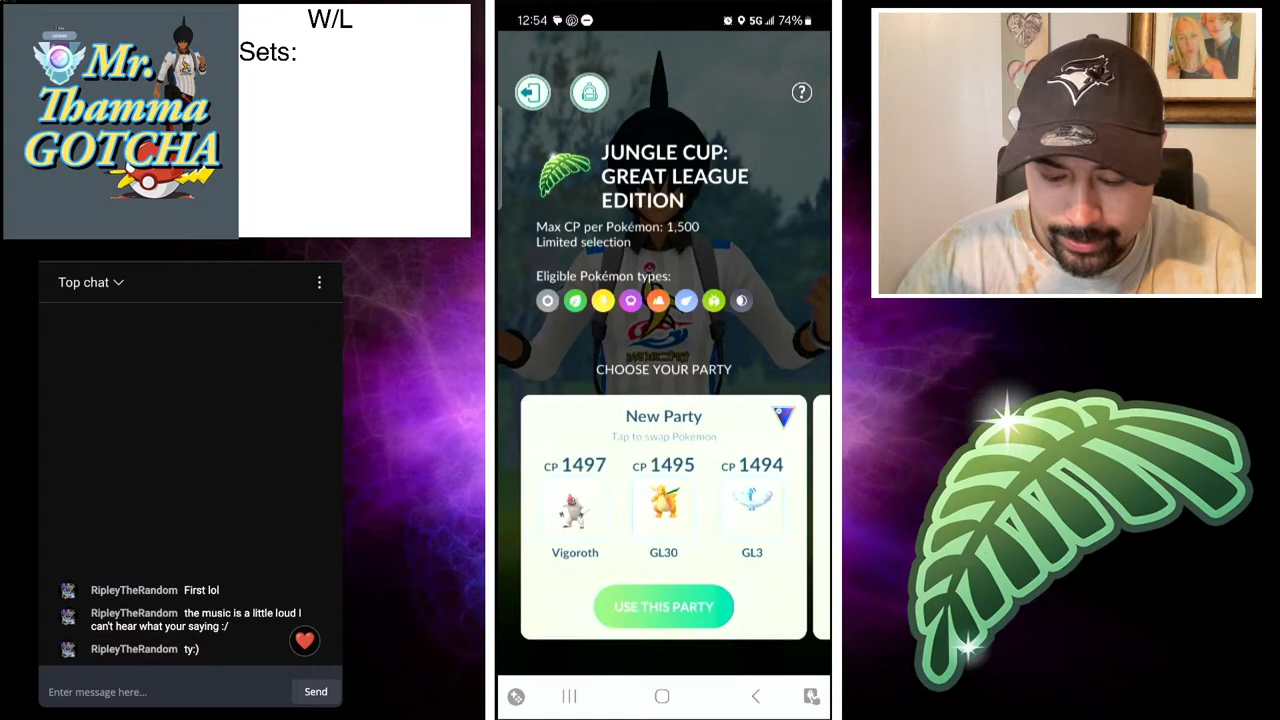 Mr.
Thamma
GOTCHA
W/L
Sets:
Top chat
RipleyTheRandom First lol
RipleyTheRandom the music is a little loud I
can't hear what your saying :/
RipleyTheRandom ty:)
Enter message here...
Send
12:54
5G
74%
?
JUNGLE CUP:
GREAT LEAGUE
EDITION
Max CP per Pokémon: 1,500
Limited selection
Eligible Pokémon types:
CHOOSE YOUR PARTY
New Party
Tap to swap Pokémon
CP 1497 CP 1495 CP 1494
Vigoroth GL30 GL3
USE THIS PARTY